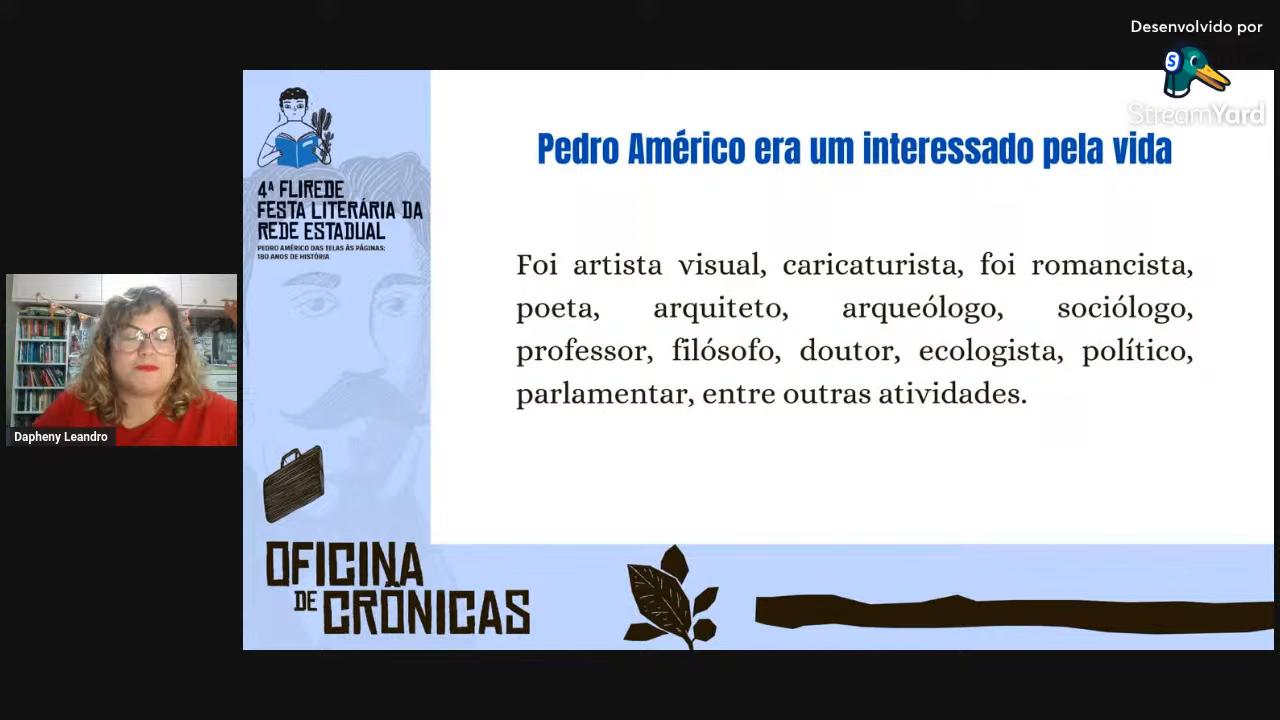 Desenvolvido por
StreamYard
4ª FLIREDE
FESTA LITERÁRIA DA
REDE ESTADUAL
PEDRO AMÉRICO DAS TELAS ÀS PÁGINAS:
180 ANOS DE HISTÓRIA
Pedro Américo era um interessado pela vida
Foi artista visual, caricaturista, foi romancista,
poeta, arquiteto, arqueólogo, sociólogo,
professor, filósofo, doutor, ecologista, político,
parlamentar, entre outras atividades.
Dapheny Leandro
OFICINA
DE CRÔNICAS